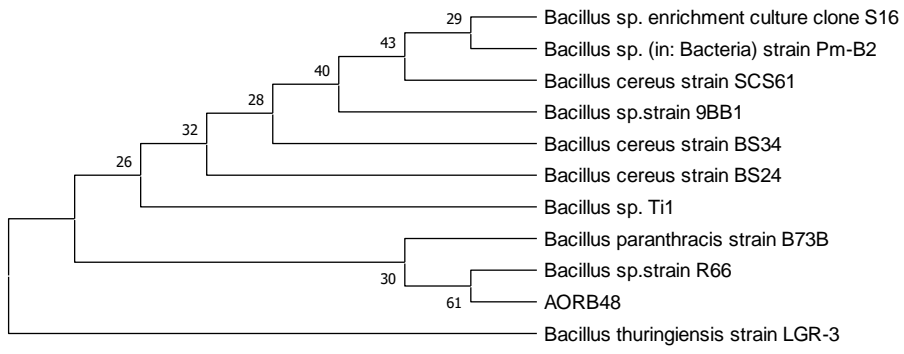 29
Bacillus sp. enrichment culture clone S16
43
Bacillus sp. (in: Bacteria) strain Pm-B2
40
Bacillus cereus strain SCS61
28
Bacillus sp.strain 9BB1
32
Bacillus cereus strain BS34
26
Bacillus cereus strain BS24
Bacillus sp. Ti1
Bacillus paranthracis strain B73B
30
Bacillus sp.strain R66
61
AORB48
Bacillus thuringiensis strain LGR-3